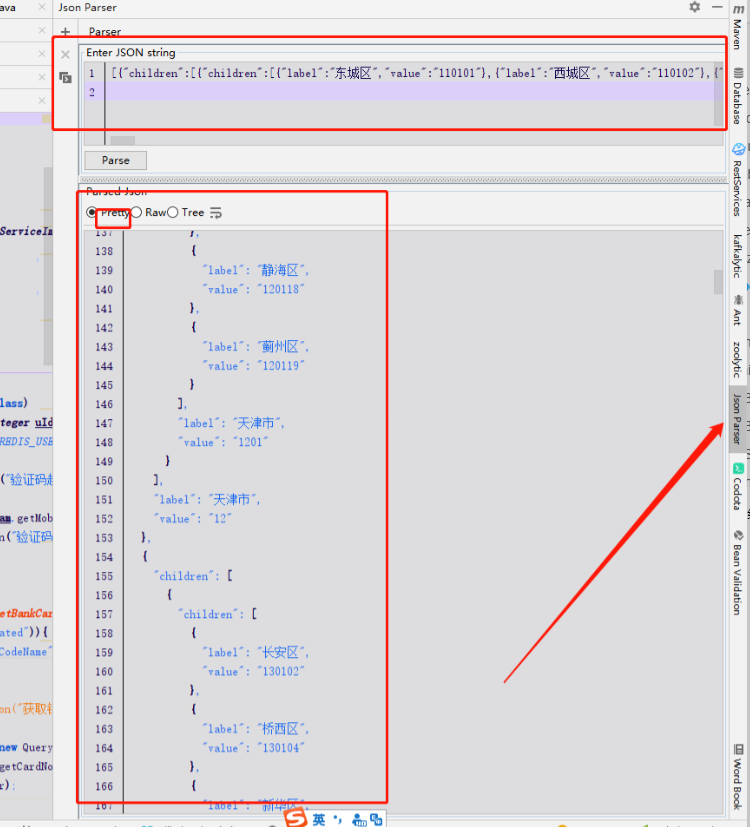 ava
Json Parser
Parser
Enter JSON string
1 [{"children":[{"children":[{"label":"东城区","value":"110101"},{"label":"西城区","value":"110102"},{"
2
Parse
Parsed Json
Pretty Raw Tree
137 },
138 {
139 "label": "静海区",
140 "value": "120118"
141 },
142 {
143 "label": "蓟州区",
144 "value": "120119"
145 }
146 ],
147 "label": "天津市",
148 "value": "1201"
149 }
150 ],
151 "label": "天津市",
152 "value": "12"
153 },
154 {
155 "children": [
156 {
157 "children": [
158 {
159 "label": "长安区",
160 "value": "130102"
161 },
162 {
163 "label": "桥西区",
164 "value": "130104"
165 },
166 {
167 "label": "新华区",
ServiceIm
lass)
teger uId
REDIS_USE
("验证码超
am.getMob
n("验证码
etBankCar
ated")){
CodeName"
on("获取银
new Query
getCardNo
r);
m
Maven
Database
RestServices
kafkalytic
Ant
zoolytic
Json Parser
Codota
Bean Validation
Word Book
S 英